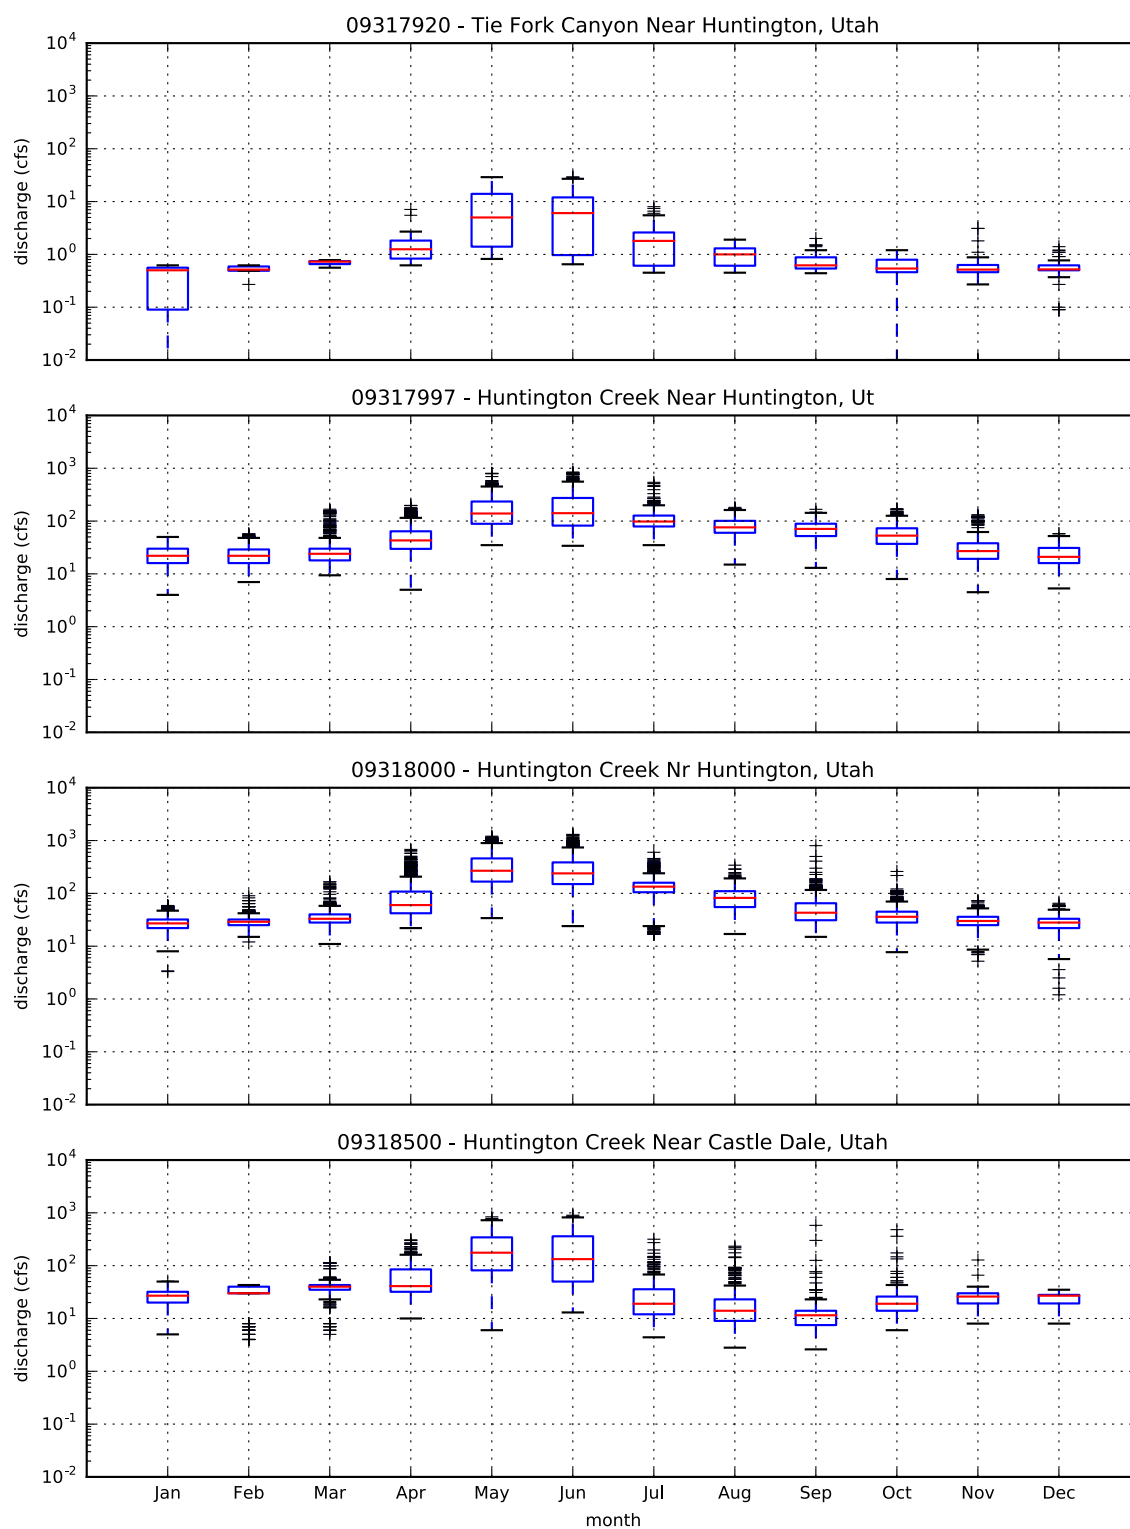 09317920 - Tie Fork Canyon Near Huntington, Utah
10^4
10^3
10^2
10^1
10^0
10^-1
10^-2
discharge (cfs)
09317997 - Huntington Creek Near Huntington, Ut
10^4
10^3
10^2
10^1
10^0
10^-1
10^-2
discharge (cfs)
09318000 - Huntington Creek Nr Huntington, Utah
10^4
10^3
10^2
10^1
10^0
10^-1
10^-2
discharge (cfs)
09318500 - Huntington Creek Near Castle Dale, Utah
10^4
10^3
10^2
10^1
10^0
10^-1
10^-2
discharge (cfs)
Jan Feb Mar Apr May Jun Jul Aug Sep Oct Nov Dec
month